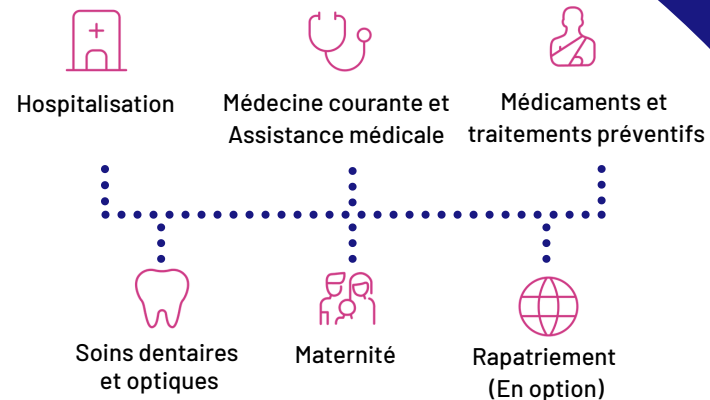 Hospitalisation
Médecine courante et
Assistance médicale
Médicaments et
traitements préventifs
Soins dentaires
et optiques
Maternité
Rapatriement
(En option)